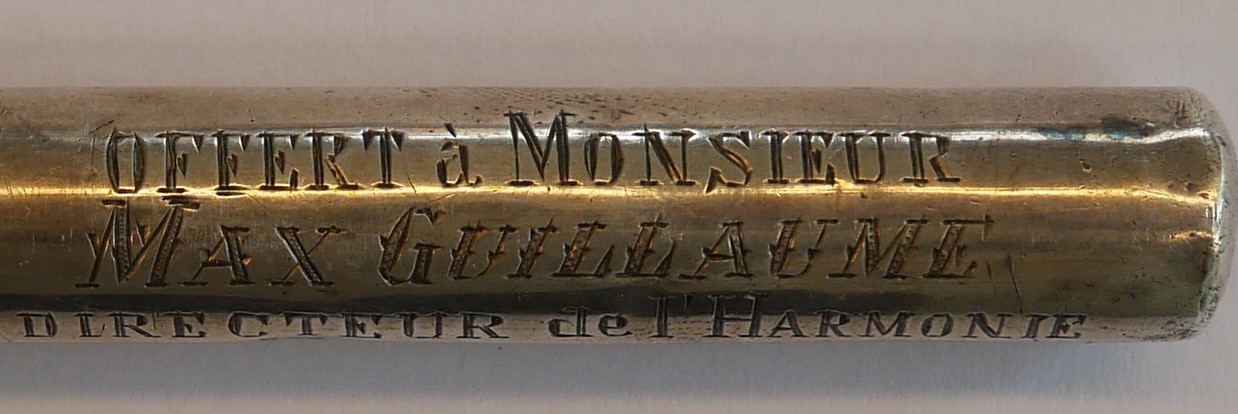 OFFERT à MONSIEUR
MAX GUILLAUME
DIRECTEUR de l'HARMONIE